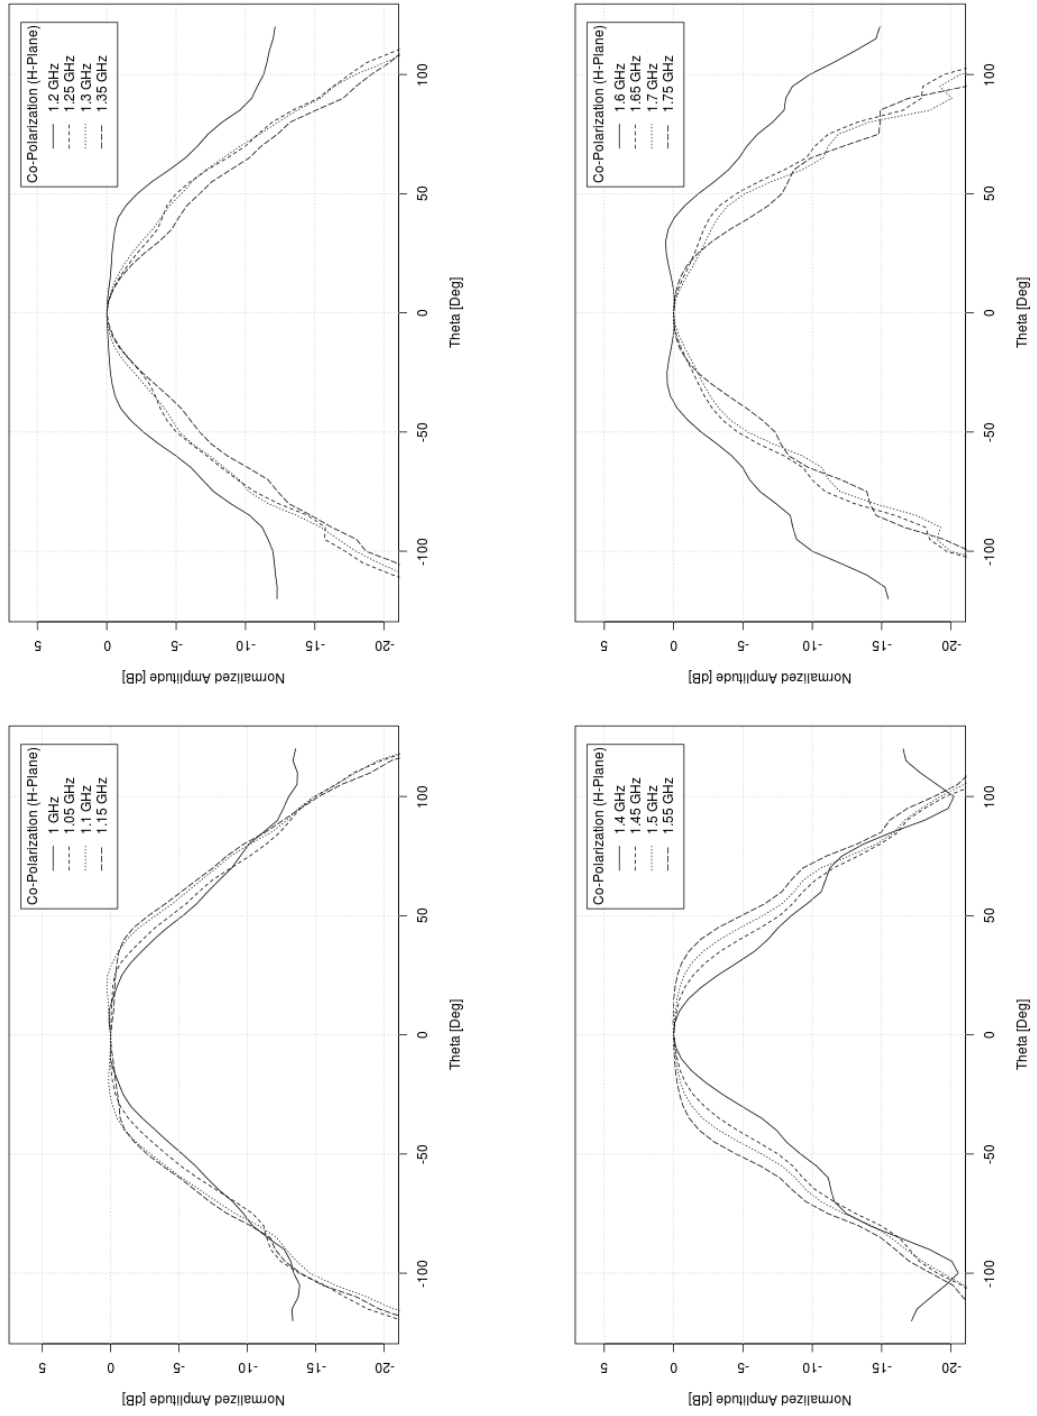 Co-Polarization (H-Plane)
1 GHz
1.05 GHz
1.1 GHz
1.15 GHz
Normalized Amplitude [dB]
5
0
-5
-10
-15
-20
-100 -50 0 50 100
Theta [Deg]
Co-Polarization (H-Plane)
1.2 GHz
1.25 GHz
1.3 GHz
1.35 GHz
Normalized Amplitude [dB]
5
0
-5
-10
-15
-20
-100 -50 0 50 100
Theta [Deg]
Co-Polarization (H-Plane)
1.4 GHz
1.45 GHz
1.5 GHz
1.55 GHz
Normalized Amplitude [dB]
5
0
-5
-10
-15
-20
-100 -50 0 50 100
Theta [Deg]
Co-Polarization (H-Plane)
1.6 GHz
1.65 GHz
1.7 GHz
1.75 GHz
Normalized Amplitude [dB]
5
0
-5
-10
-15
-20
-100 -50 0 50 100
Theta [Deg]